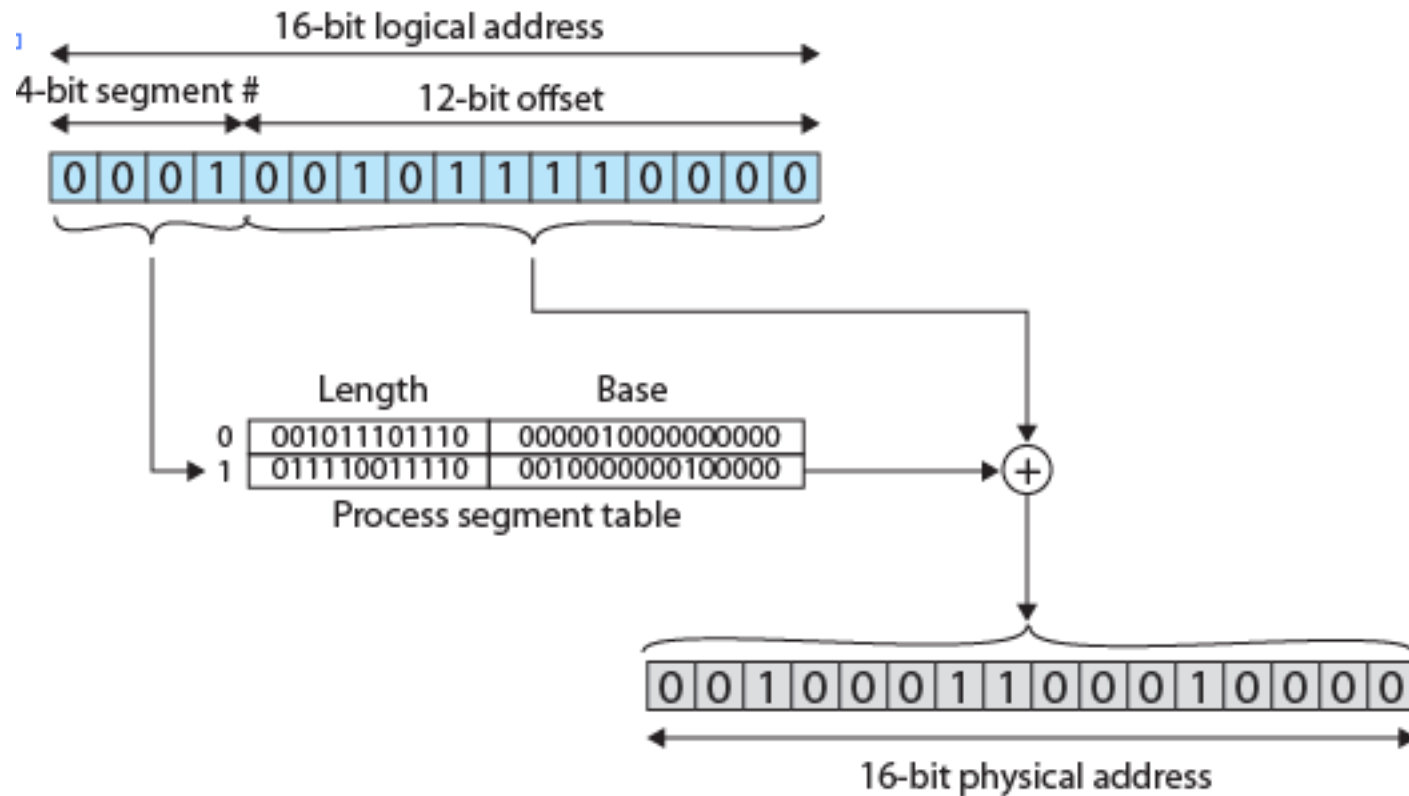 16-bit logical address
4-bit segment # 12-bit offset
0 0 0 1 0 0 1 0 1 1 1 1 0 0 0 0
Length Base
0 001011101110 0000010000000000
1 011110011110 0010000000100000
+
Process segment table
0 0 1 0 0 0 1 1 0 0 0 1 0 0 0 0
16-bit physical address